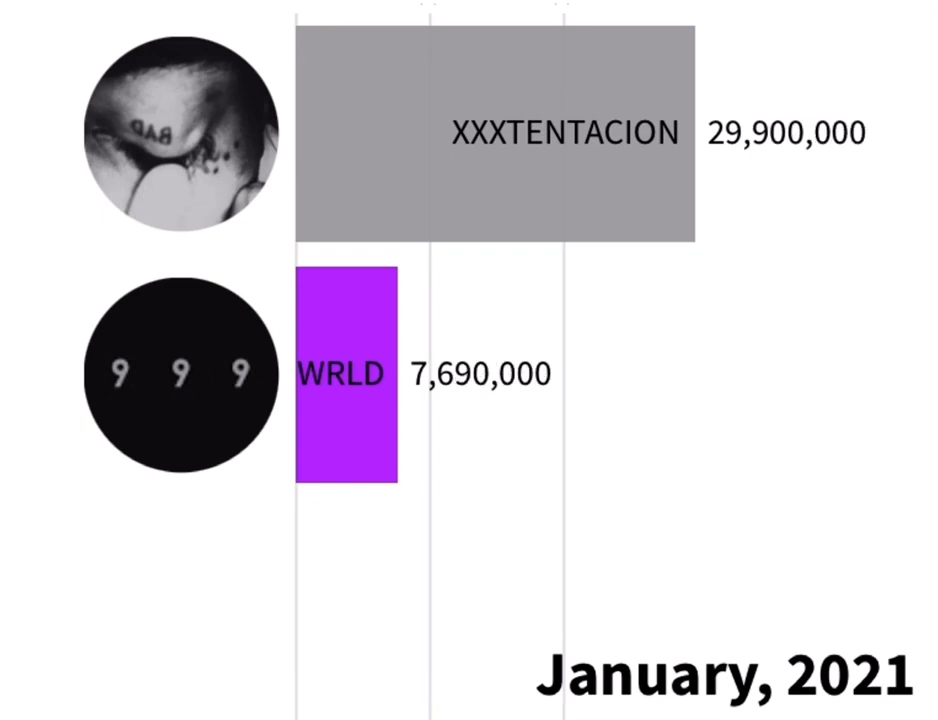 BAD
XXXTENTACION 29,900,000
9 9 9
WRLD 7,690,000
January, 2021